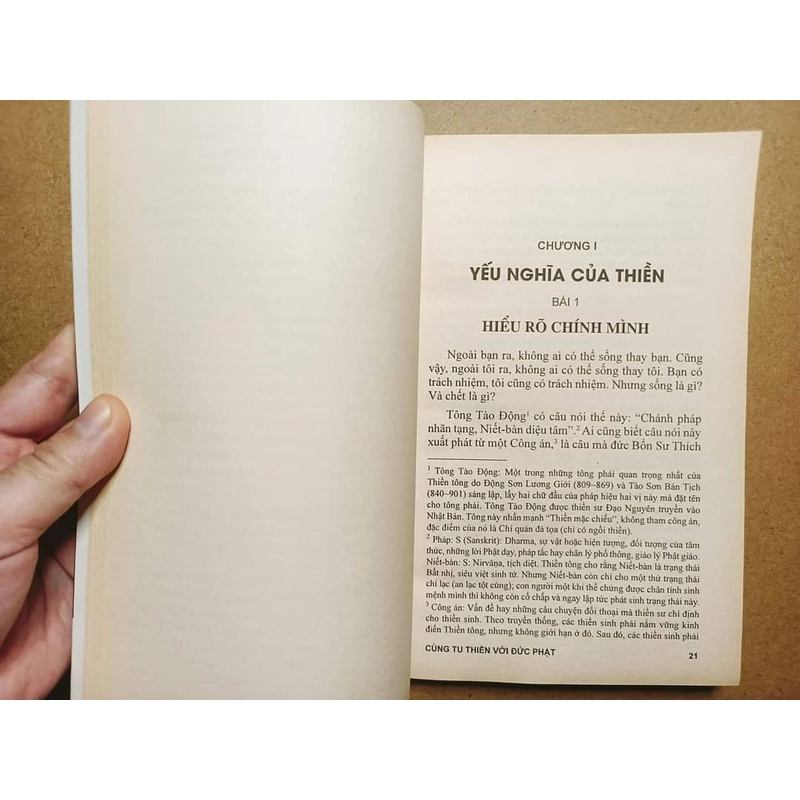 CHƯƠNG I
YẾU NGHĨA CỦA THIỀN
BÀI 1
HIỂU RÕ CHÍNH MÌNH
Ngoài bạn ra, không ai có thể sống thay bạn. Cũng
vậy, ngoài tôi ra, không ai có thể sống thay tôi. Bạn có
trách nhiệm, tôi cũng có trách nhiệm. Nhưng sống là gì?
Và chết là gì?
Tông Tào Động¹ có câu nói thế này: “Chánh pháp
nhãn tạng, Niết-bàn diệu tâm”.² Ai cũng biết câu nói này
xuất phát từ một Công án,³ là câu mà đức Bổn Sư Thích
¹ Tông Tào Động: Một trong những tông phái quan trọng nhất của
Thiền tông do Động Sơn Lương Giới (809–869) và Tào Sơn Bản Tịch
(840–901) sáng lập, lấy hai chữ đầu của pháp hiệu hai vị này mà đặt tên
cho tông phái. Tông Tào Động được thiền sư Đạo Nguyên truyền vào
Nhật Bản. Tông này nhấn mạnh “Thiền mặc chiếu”, không tham công án,
đặc điểm của nó là Chỉ quán đả tọa (chỉ có ngồi thiền).
² Pháp: S (Sanskrit): Dharma, sự vật hoặc hiện tượng, đối tượng của tâm
thức, những lời Phật dạy, pháp tắc hay chân lý phổ thông, giáo lý Phật giáo.
Niết-bàn: S: Nirvāṇa, tịch diệt. Thiền tông cho rằng Niết-bàn là trạng thái
Bất nhị, siêu việt sinh tử. Nhưng Niết-bàn còn chỉ cho một thứ trạng thái
chí lạc (an lạc tột cùng); con người một khi thể chứng được chân tánh sinh
mệnh mình thì không còn cố chấp và ngay lập tức phát sinh trạng thái này.
³ Công án: Vấn đề hay những câu chuyện đối thoại mà thiền sư chỉ định
cho thiền sinh. Theo truyền thống, các thiền sinh phải nắm vững kinh
điển Thiền tông, nhưng không giới hạn ở đó. Sau đó, các thiền sinh phải
CÙNG TU THIỀN VỚI ĐỨC PHẬT 21